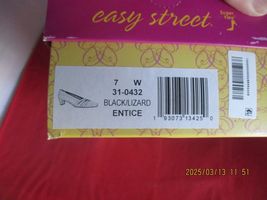 easy street
7 W
31-0432
BLACK/LIZARD
ENTICE
1 93073 13425 0
2025/03/13 11 51